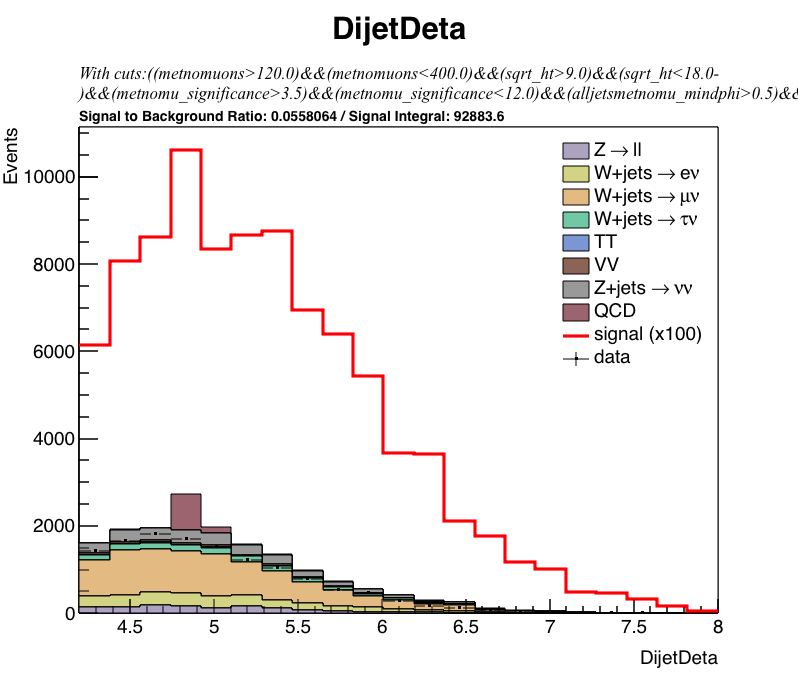 DijetDeta
With cuts:((metnomuons>120.0)&&(metnomuons<400.0)&&(sqrt_ht>9.0)&&(sqrt_ht<18.0-
)&&(metnomu_significance>3.5)&&(metnomu_significance<12.0)&&(alljetsmetnomu_mindphi>0.5)&&
Signal to Background Ratio: 0.0558064 / Signal Integral: 92883.6
Events
10000
8000
6000
4000
2000
0
Z → ll
W+jets → eν
W+jets → μν
W+jets → τν
TT
VV
Z+jets → νν
QCD
signal (x100)
data
4.5 5 5.5 6 6.5 7 7.5 8
DijetDeta